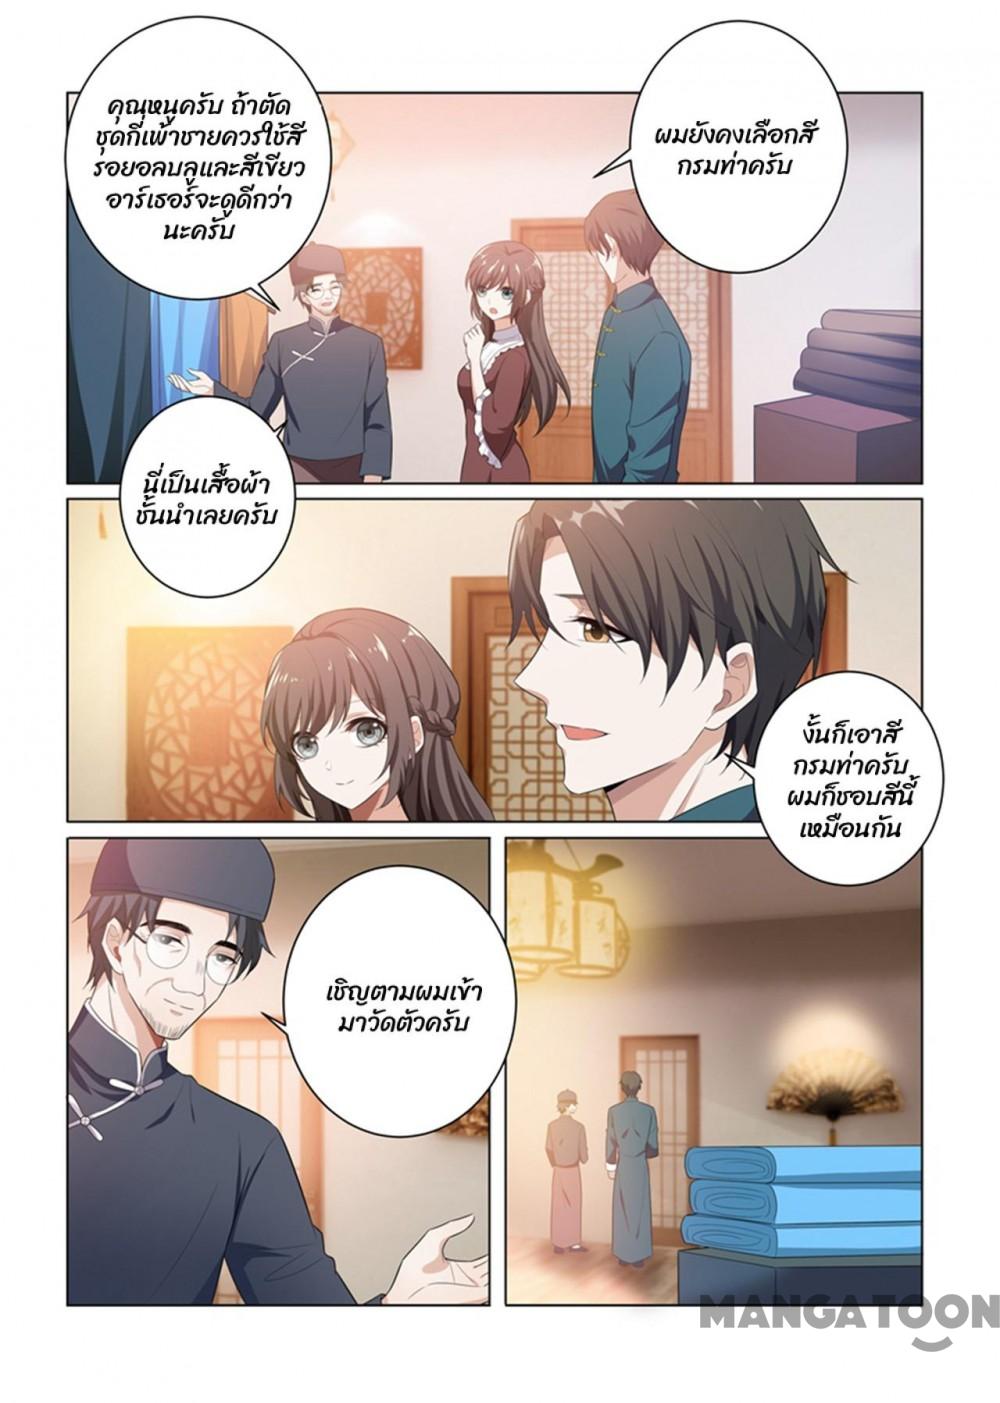 คุณหนูครับ ถ้าตัด
ชุดกี่เพ้าชายควรใช้สี
รอยอลบลูและสีเขียว
อาร์เธอร์จะดูดีกว่า
นะครับ
ผมยังคงเลือกสี
กรมท่าครับ
นี่เป็นเสื้อผ้า
ชั้นนำเลยครับ
งั้นก็เอาสี
กรมท่าครับ
ผมก็ชอบสีนี้
เหมือนกัน
เชิญตามผมเข้า
มาวัดตัวครับ
MANGATOON